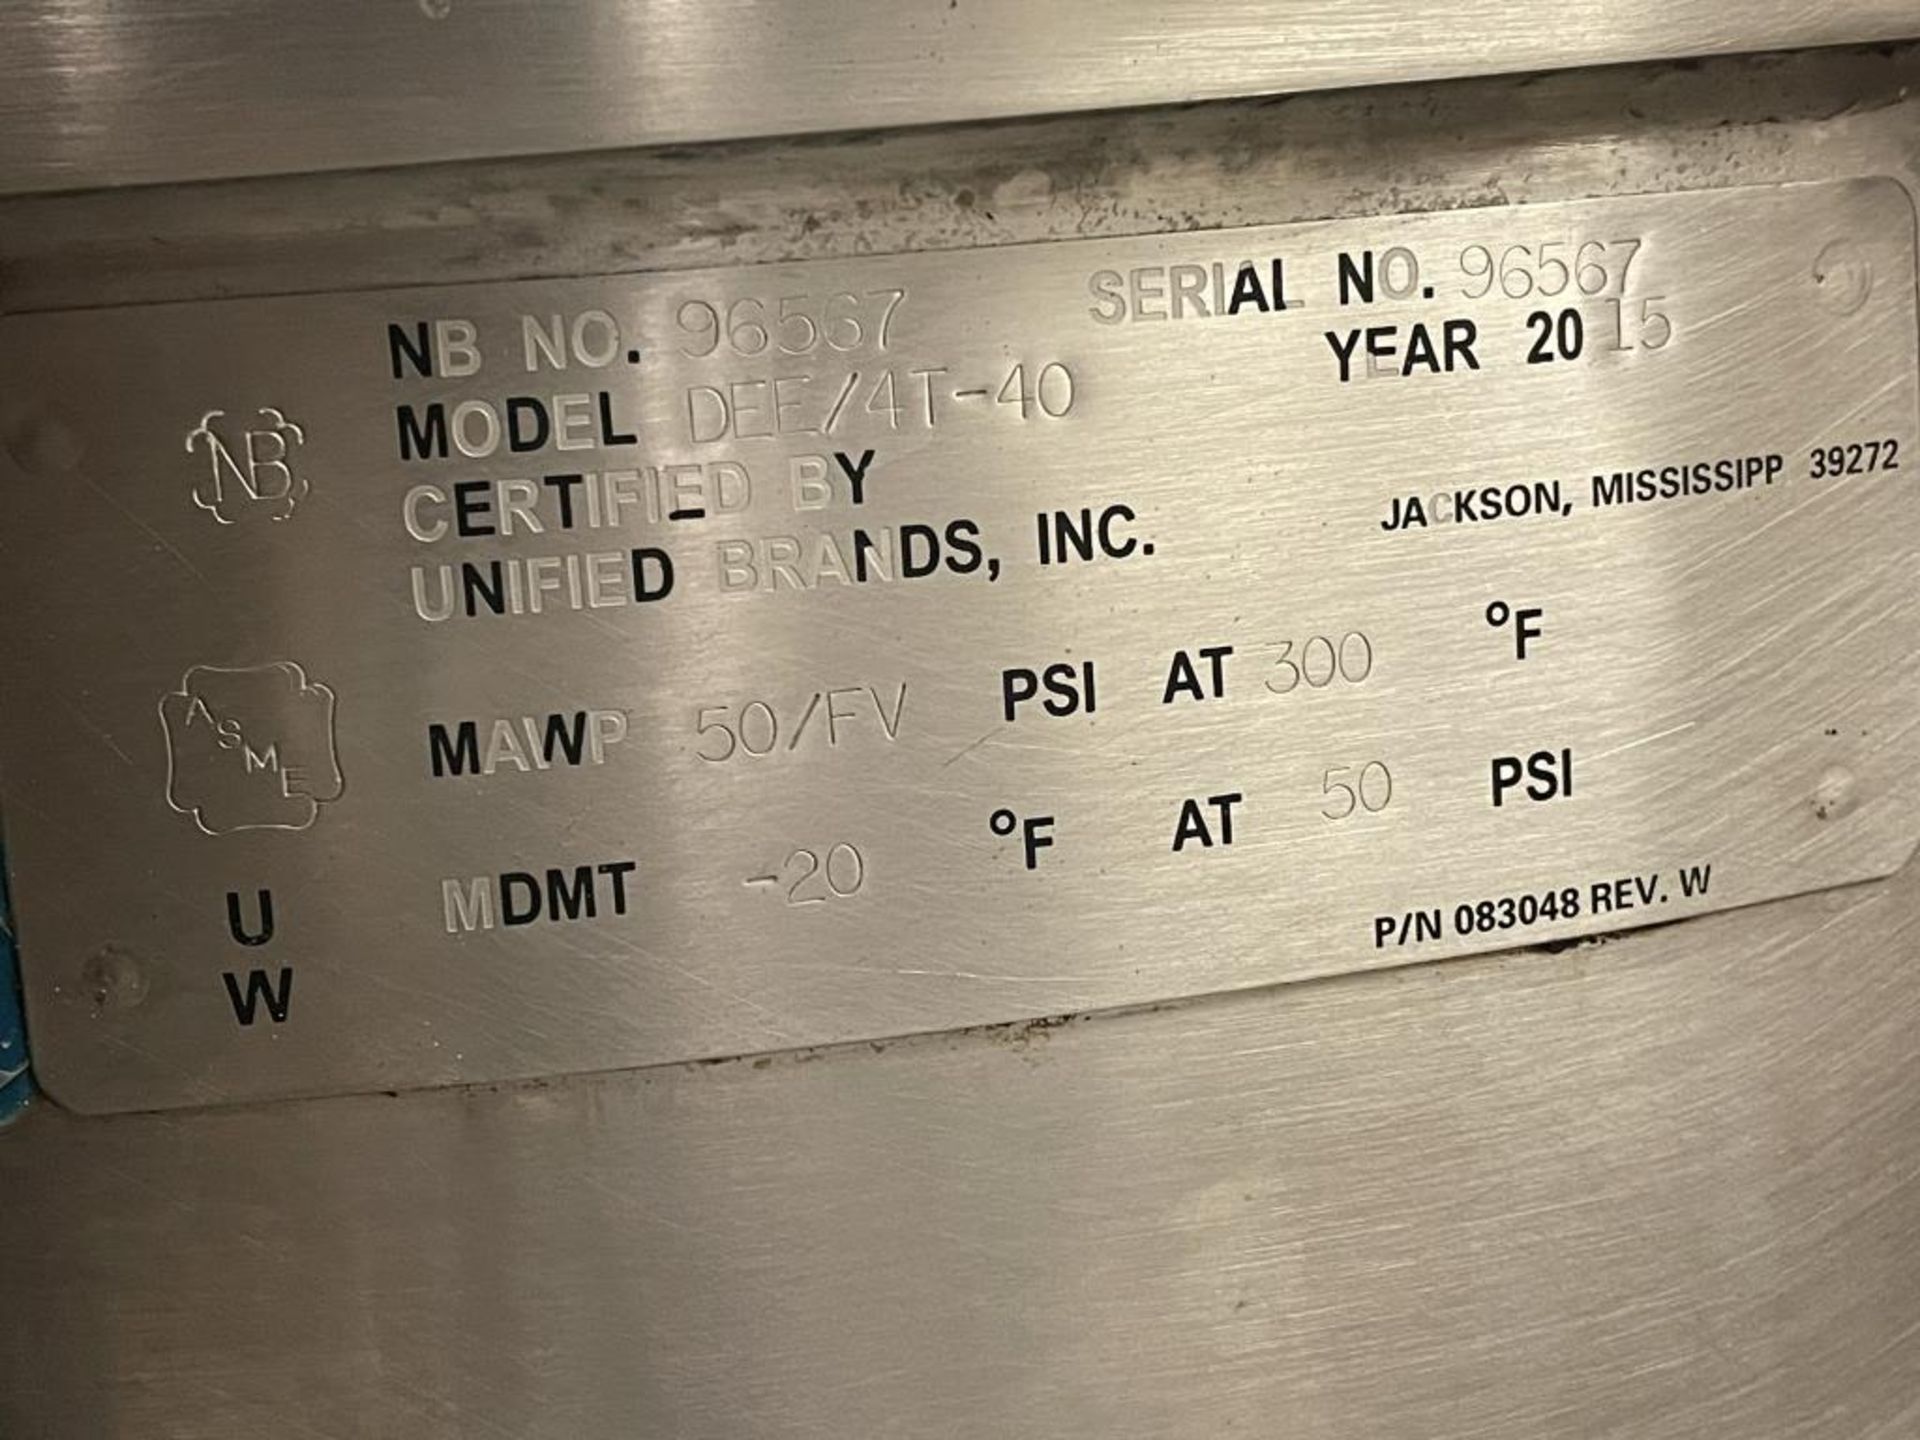 NB NO. 96567 SERIAL NO. 96567
MODEL DEE/4T-40 YEAR 2015
NB
CERTIFIED BY
UNIFIED BRANDS, INC. JACKSON, MISSISSIPP 39272
ASME
MAWP 50/FV PSI AT 300 °F
MDMT -20 °F AT 50 PSI
U
W
P/N 083048 REV. W